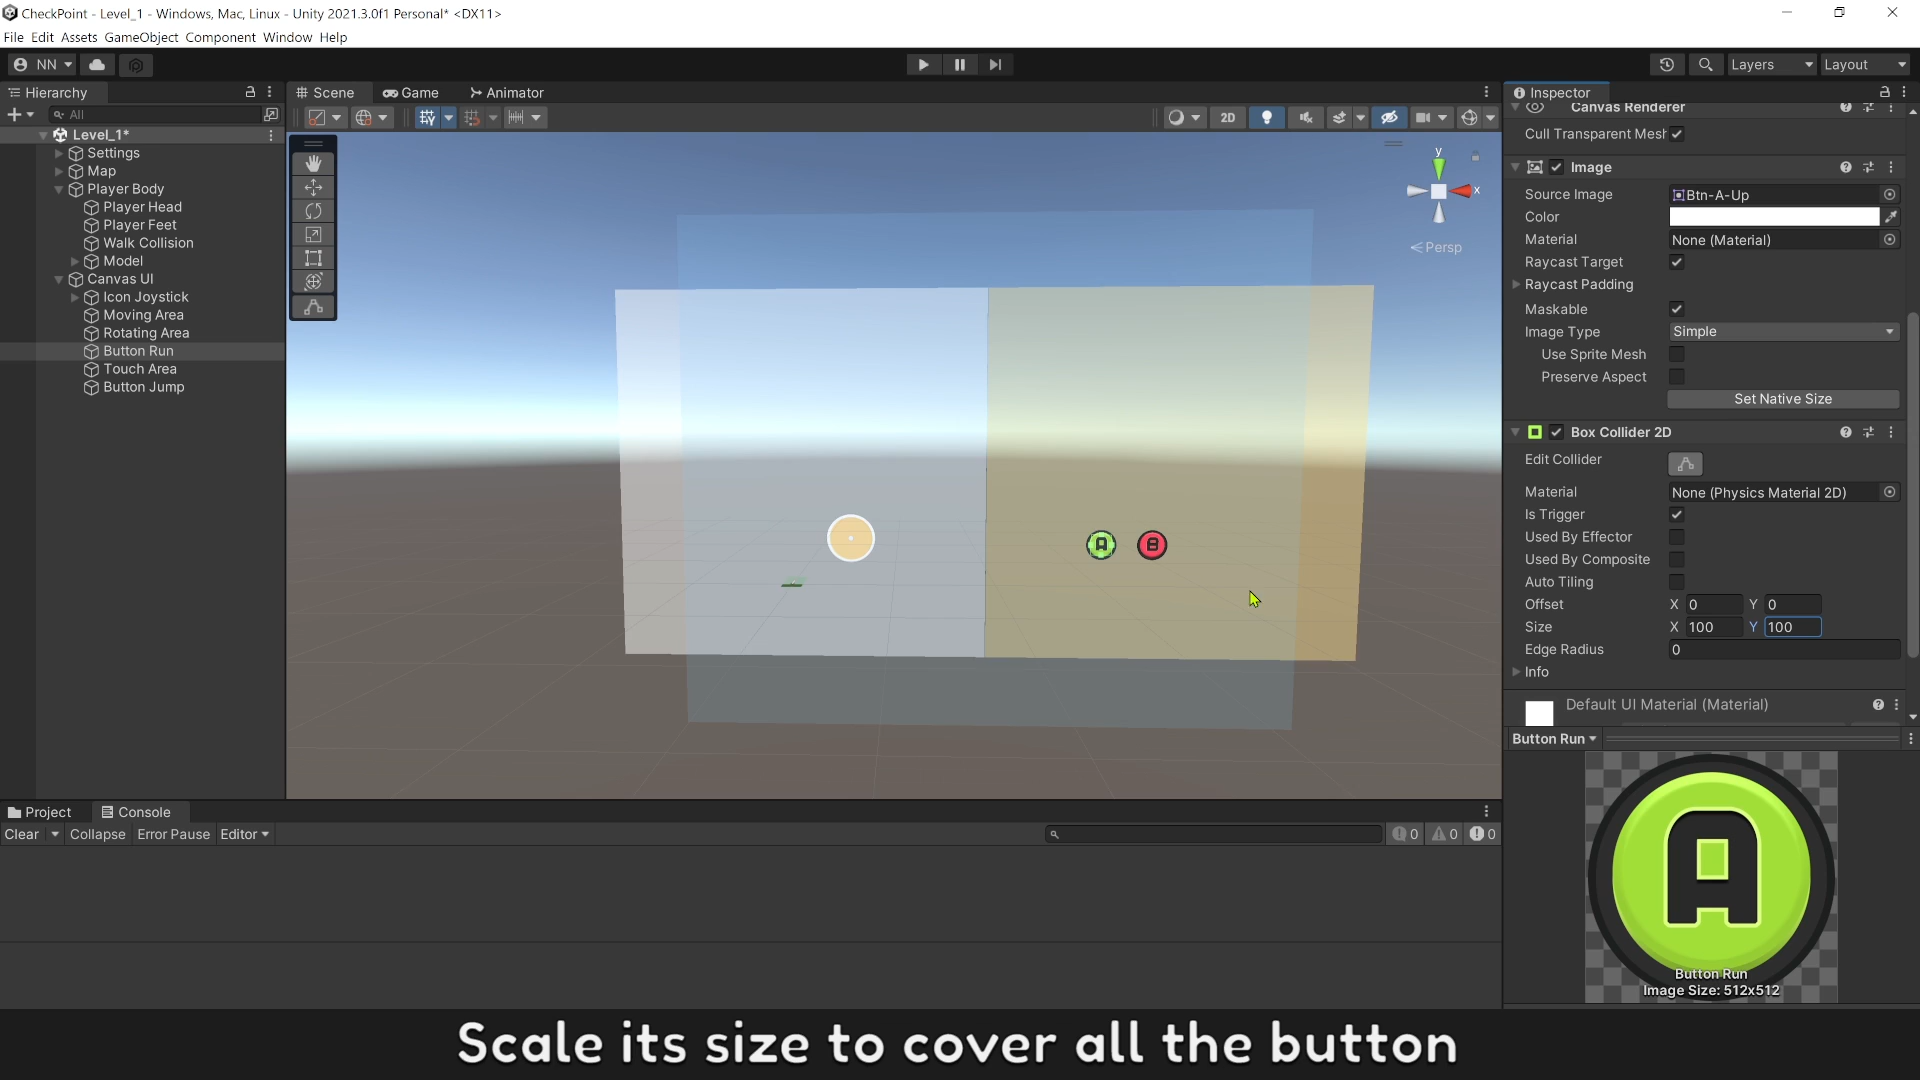 CheckPoint - Level_1 - Windows, Mac, Linux - Unity 2021.3.0f1 Personal* <DX11>
File Edit Assets GameObject Component Window Help
NN
Layers
Layout
Hierarchy
Scene
Game
Animator
Inspector
All
2D
Canvas Renderer
Level_1*
Settings
Map
Player Body
Player Head
Player Feet
Walk Collision
Model
Canvas UI
Icon Joystick
Moving Area
Rotating Area
Button Run
Touch Area
Button Jump
y
x
Persp
A
B
Cull Transparent Mesh
Image
Source Image
Btn-A-Up
Color
Material
None (Material)
Raycast Target
Raycast Padding
Maskable
Image Type
Simple
Use Sprite Mesh
Preserve Aspect
Set Native Size
Box Collider 2D
Edit Collider
Material
None (Physics Material 2D)
Is Trigger
Used By Effector
Used By Composite
Auto Tiling
Offset X 0 Y 0
Size X 100 Y 100
Edge Radius 0
Info
Default UI Material (Material)
Button Run
A
Button Run
Image Size: 512x512
Project
Console
Clear
Collapse
Error Pause
Editor
0
0
0
Scale its size to cover all the button